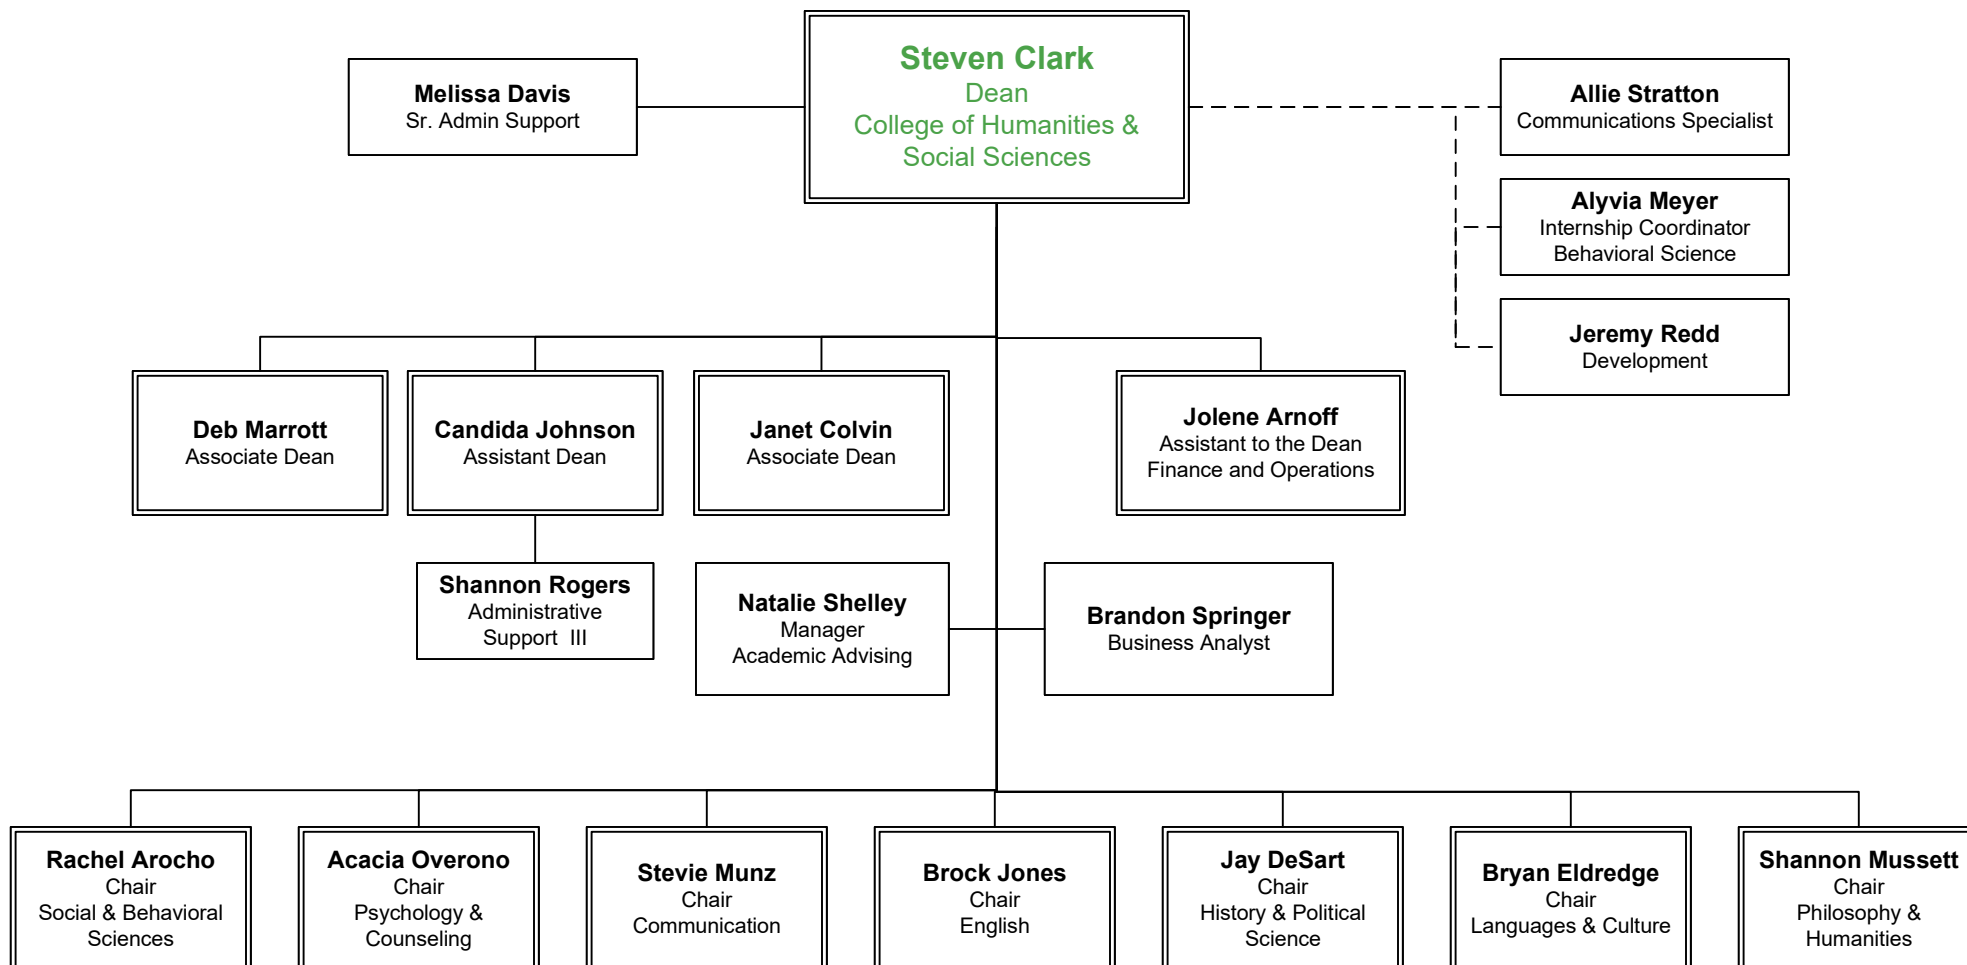 Steven Clark
Dean
College of Humanities &
Social Sciences
Melissa Davis
Sr. Admin Support
Allie Stratton
Communications Specialist
Alyvia Meyer
Internship Coordinator
Behavioral Science
Jeremy Redd
Development
Deb Marrott
Associate Dean
Candida Johnson
Assistant Dean
Janet Colvin
Associate Dean
Jolene Arnoff
Assistant to the Dean
Finance and Operations
Shannon Rogers
Administrative
Support III
Natalie Shelley
Manager
Academic Advising
Brandon Springer
Business Analyst
Rachel Arocho
Chair
Social & Behavioral
Sciences
Acacia Overono
Chair
Psychology &
Counseling
Stevie Munz
Chair
Communication
Brock Jones
Chair
English
Jay DeSart
Chair
History & Political
Science
Bryan Eldredge
Chair
Languages & Culture
Shannon Mussett
Chair
Philosophy &
Humanities